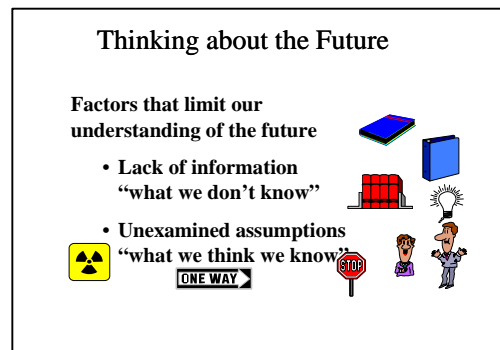 Thinking about the Future
Factors that limit our
understanding of the future
• Lack of information
“what we don’t know”
• Unexamined assumptions
“what we think we know”
ONE WAY
STOP